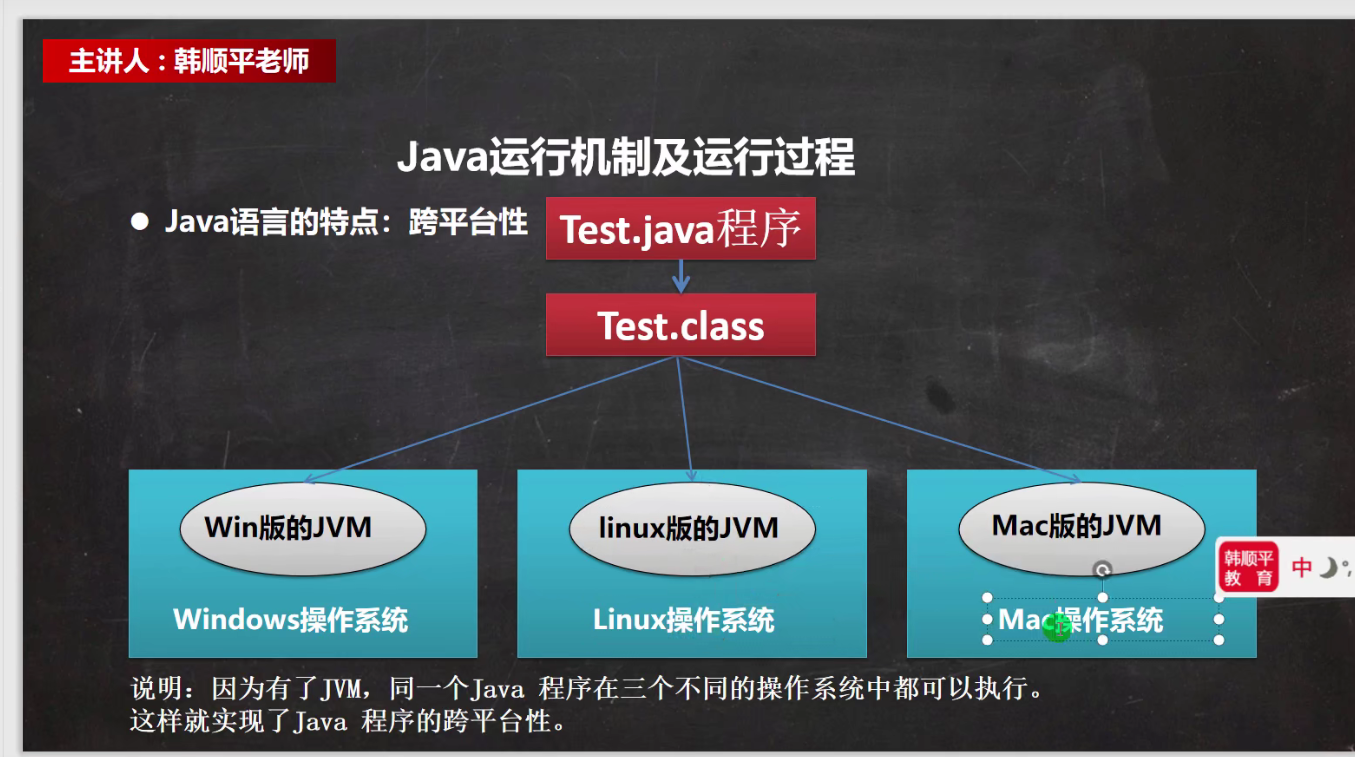 主讲人：韩顺平老师
Java运行机制及运行过程
● Java语言的特点：跨平台性
Test.java程序
Test.class
Win版的JVM
linux版的JVM
Mac版的JVM
Windows操作系统
Linux操作系统
Mac操作系统
韩顺平
教 育
中
说明：因为有了JVM，同一个Java 程序在三个不同的操作系统中都可以执行。
这样就实现了Java 程序的跨平台性。